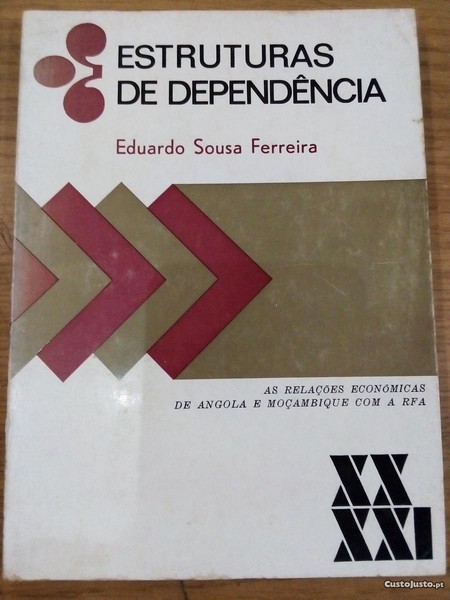 ESTRUTURAS
DE DEPENDÊNCIA
Eduardo Sousa Ferreira
AS RELAÇÕES ECONÓMICAS
DE ANGOLA E MOÇAMBIQUE COM A RFA
XX
XXI
CustoJusto.pt